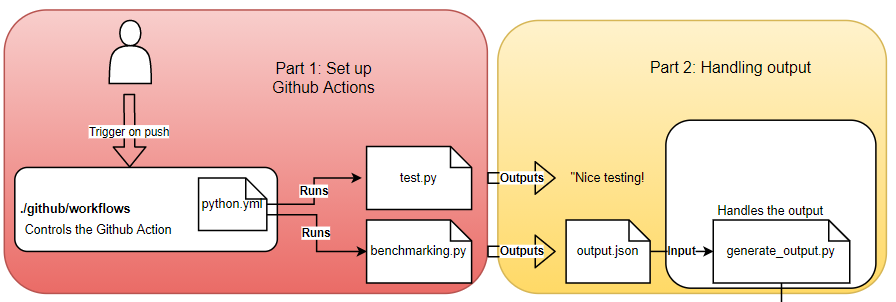 Part 1: Set up
Github Actions
Part 2: Handling output
Trigger on push
./github/workflows
Controls the Github Action
python.yml
Runs
Runs
test.py
benchmarking.py
Outputs
Outputs
"Nice testing!
output.json
Input
Handles the output
generate_output.py